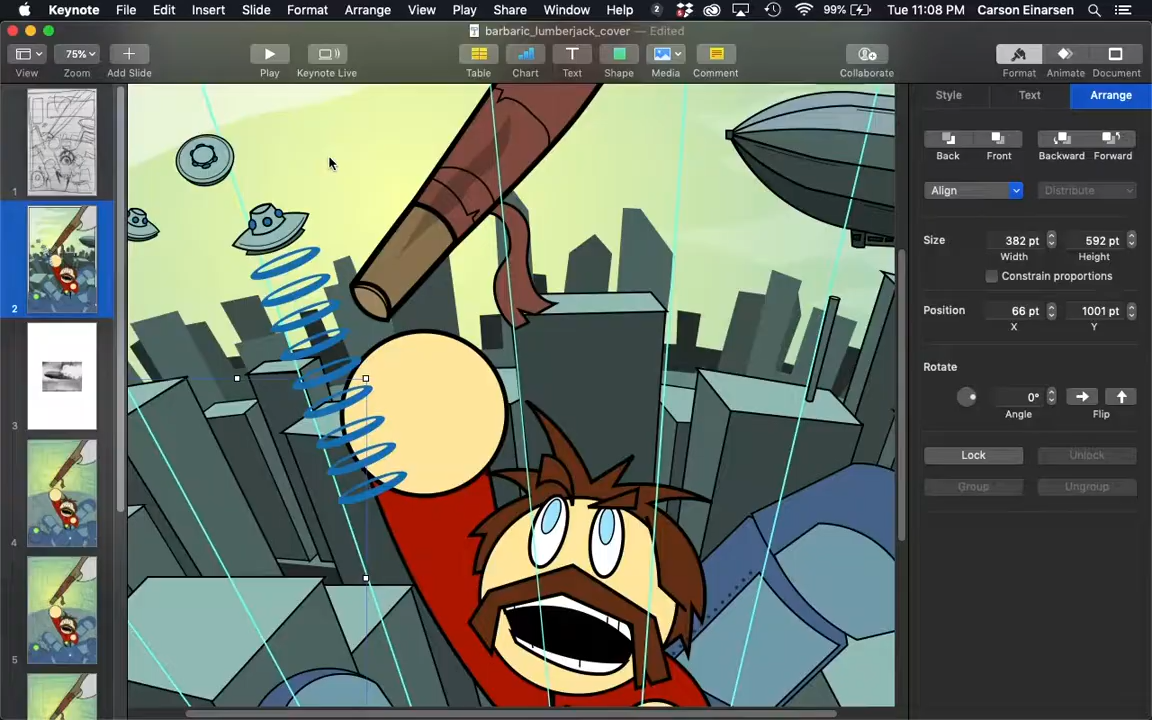 Keynote File Edit Insert Slide Format Arrange View Play Share Window Help 2 99% Tue 11:08 PM Carson Einarsen
barbaric_lumberjack_cover — Edited
75%
View Zoom Add Slide Play Keynote Live Table Chart Text Shape Media Comment Collaborate Format Animate Document
Style Text Arrange
Back Front Backward Forward
Align Distribute
Size 382 pt 592 pt
Width Height
Constrain proportions
Position 66 pt 1001 pt
X Y
Rotate
0°
Angle Flip
Lock Unlock
Group Ungroup
1
2
3
4
5